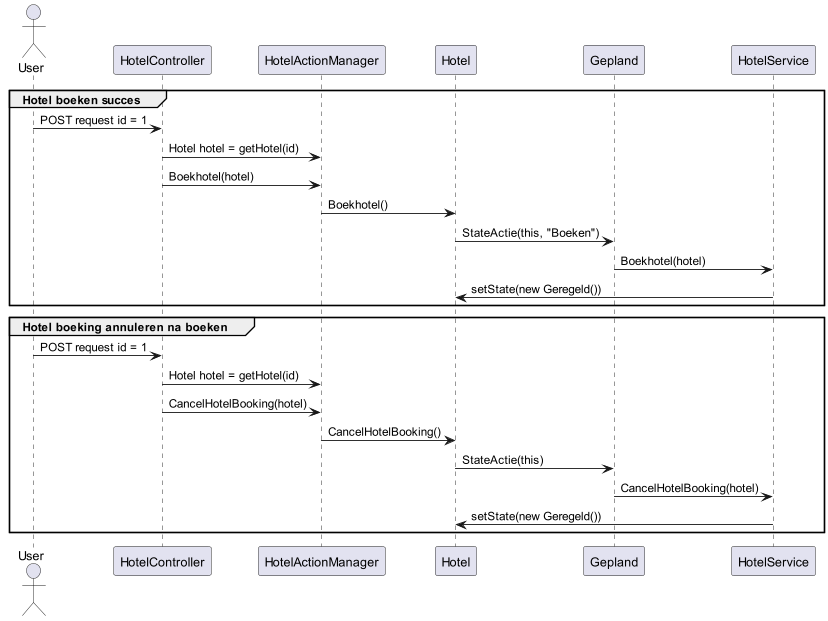 User
HotelController
HotelActionManager
Hotel
Gepland
HotelService
Hotel boeken succes
POST request id = 1
Hotel hotel = getHotel(id)
Boekhotel(hotel)
Boekhotel()
StateActie(this, "Boeken")
Boekhotel(hotel)
setState(new Geregeld())
Hotel boeking annuleren na boeken
POST request id = 1
Hotel hotel = getHotel(id)
CancelHotelBooking(hotel)
CancelHotelBooking()
StateActie(this)
CancelHotelBooking(hotel)
setState(new Geregeld())
User
HotelController
HotelActionManager
Hotel
Gepland
HotelService